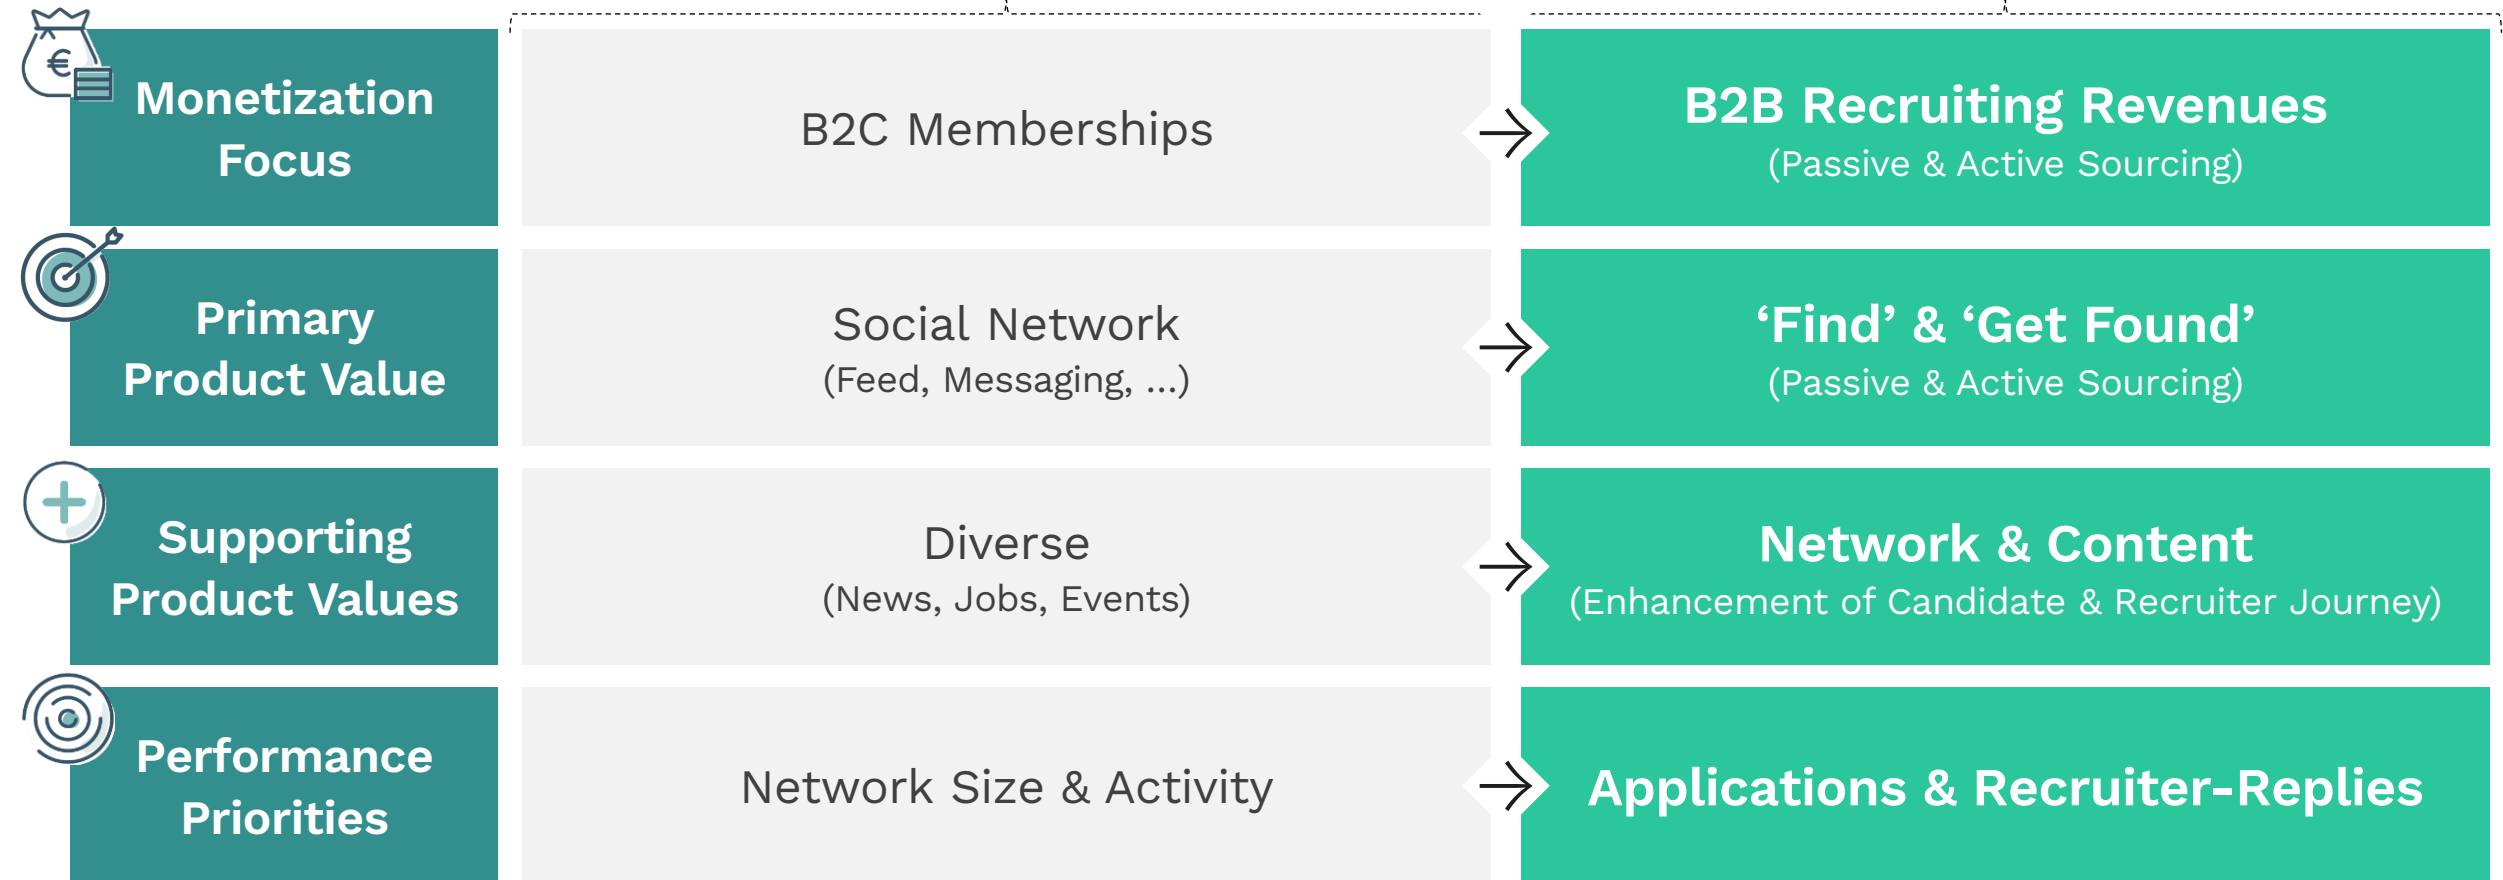 €
Monetization
Focus
B2C Memberships
B2B Recruiting Revenues
(Passive & Active Sourcing)
Primary
Product Value
Social Network
(Feed, Messaging, ...)
‘Find’ & ‘Get Found’
(Passive & Active Sourcing)
Supporting
Product Values
Diverse
(News, Jobs, Events)
Network & Content
(Enhancement of Candidate & Recruiter Journey)
Performance
Priorities
Network Size & Activity
Applications & Recruiter-Replies